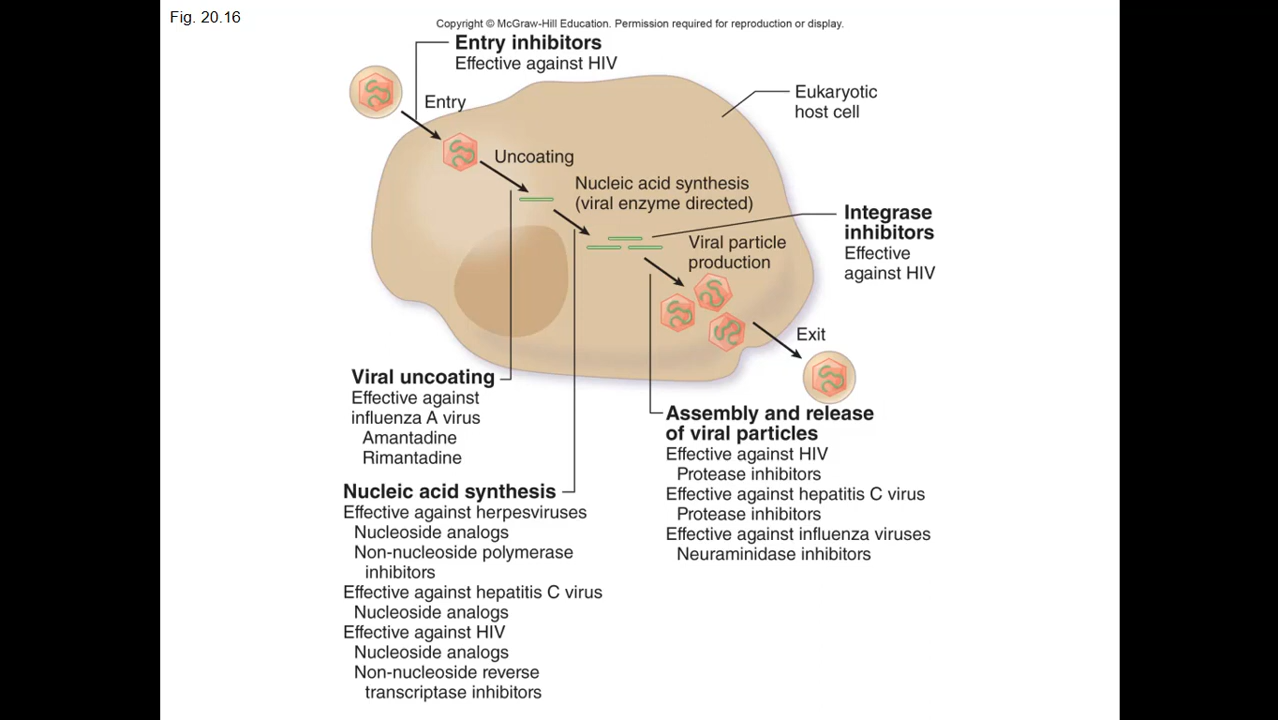 Fig. 20.16
Copyright © McGraw-Hill Education. Permission required for reproduction or display.
Entry inhibitors
Effective against HIV
Entry
Eukaryotic
host cell
Uncoating
Nucleic acid synthesis
(viral enzyme directed)
Integrase
inhibitors
Effective
against HIV
Viral particle
production
Exit
Viral uncoating
Effective against
influenza A virus
Amantadine
Rimantadine
Assembly and release
of viral particles
Effective against HIV
Protease inhibitors
Effective against hepatitis C virus
Protease inhibitors
Effective against influenza viruses
Neuraminidase inhibitors
Nucleic acid synthesis
Effective against herpesviruses
Nucleoside analogs
Non-nucleoside polymerase
inhibitors
Effective against hepatitis C virus
Nucleoside analogs
Effective against HIV
Nucleoside analogs
Non-nucleoside reverse
transcriptase inhibitors